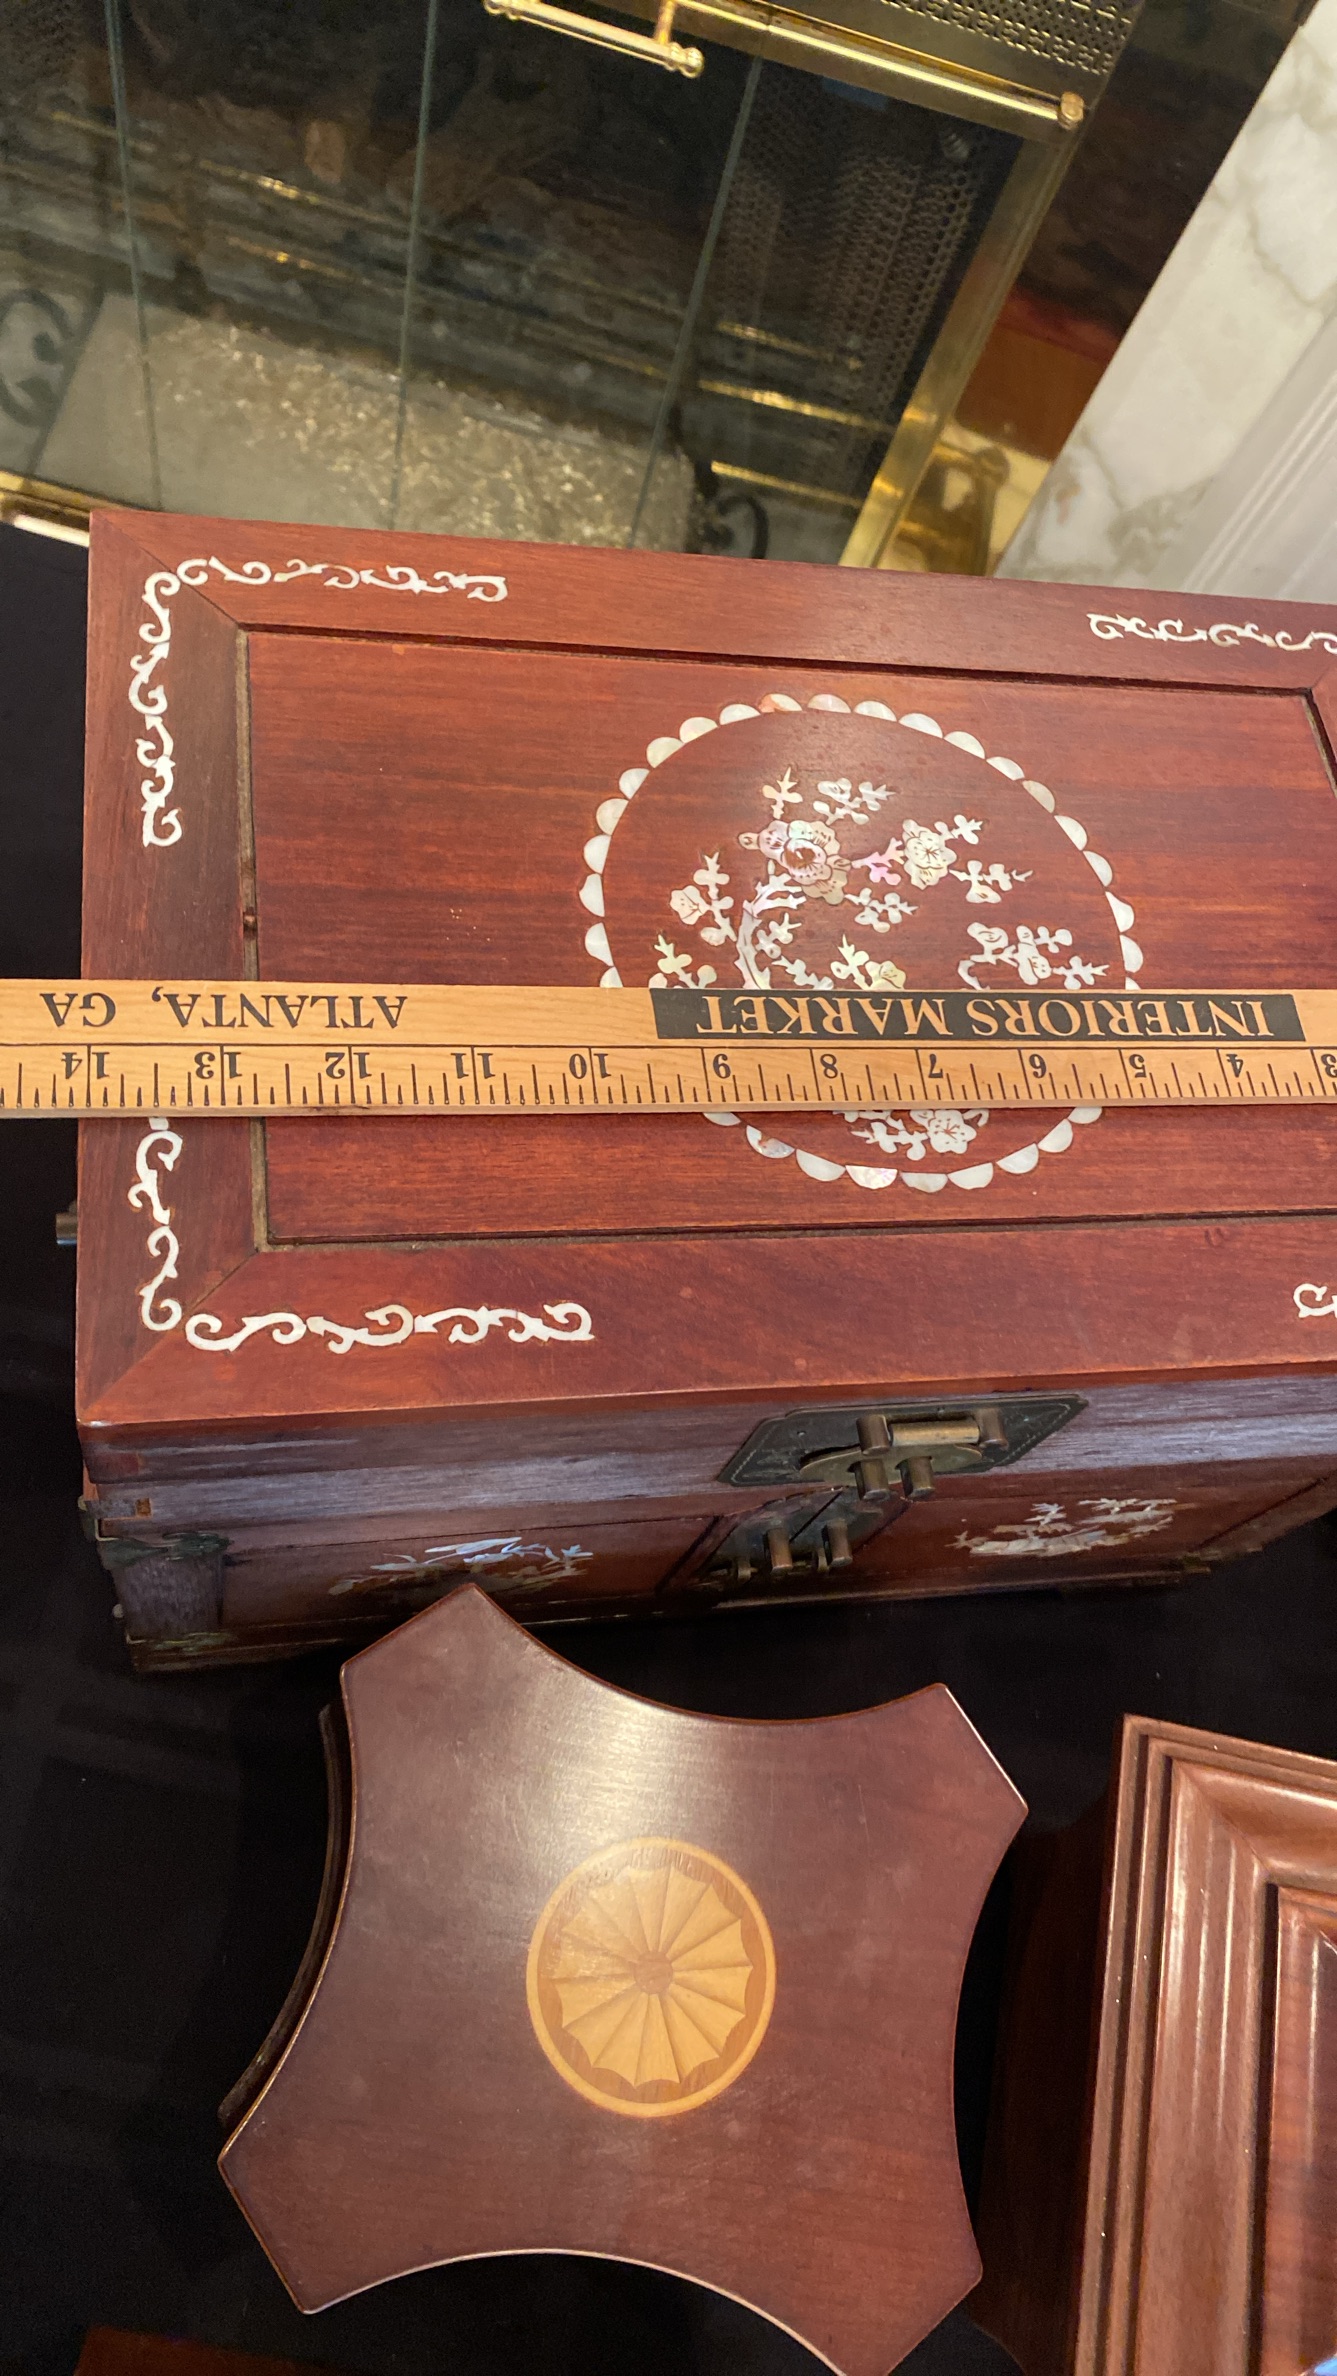 INTERIORS MARKET ATLANTA, GA
3 4 5 6 7 8 9 10 11 12 13 14